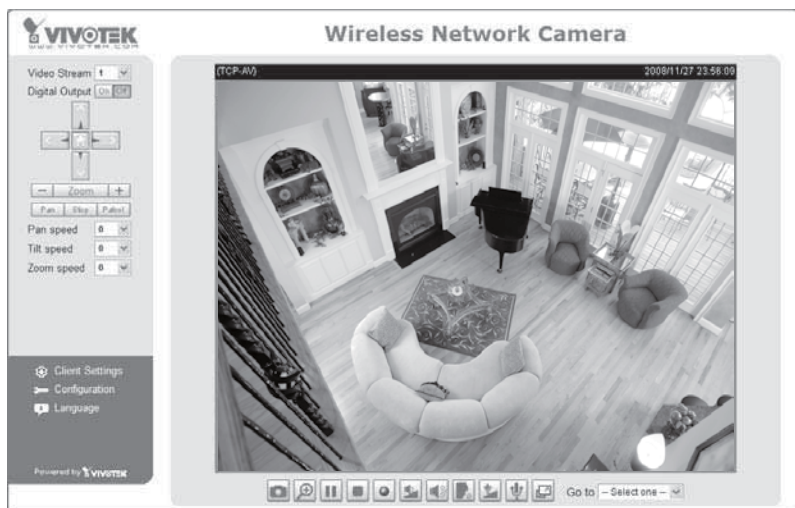 VIVOTEK
www.vivotek.com
Wireless Network Camera
Video Stream 1
Digital Output On Off
Zoom
Pan Stop Patrol
Pan speed 0
Tilt speed 0
Zoom speed 0
Client Settings
Configuration
Language
Powered by VIVOTEK
(TCP-AV) 2008/11/27 23:56:09
Go to -- Select one --